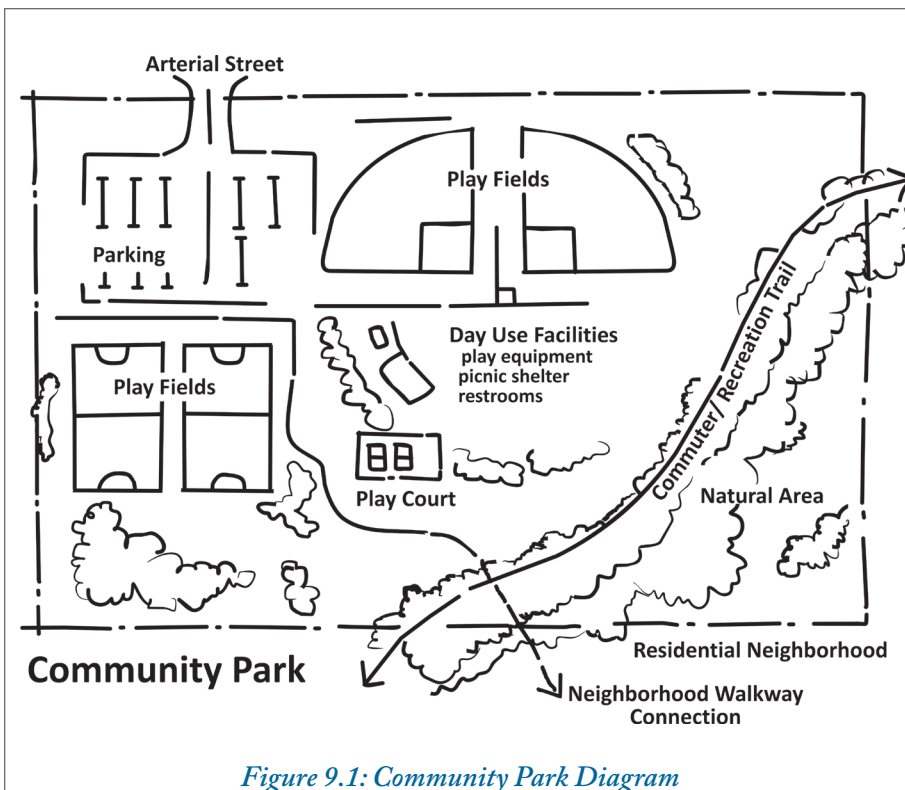 Arterial Street
Play Fields
Parking
Day Use Facilities
play equipment
picnic shelter
restrooms
Play Fields
Commuter/ Recreation Trail
Play Court
Natural Area
Residential Neighborhood
Community Park
Neighborhood Walkway
Connection
Figure 9.1: Community Park Diagram